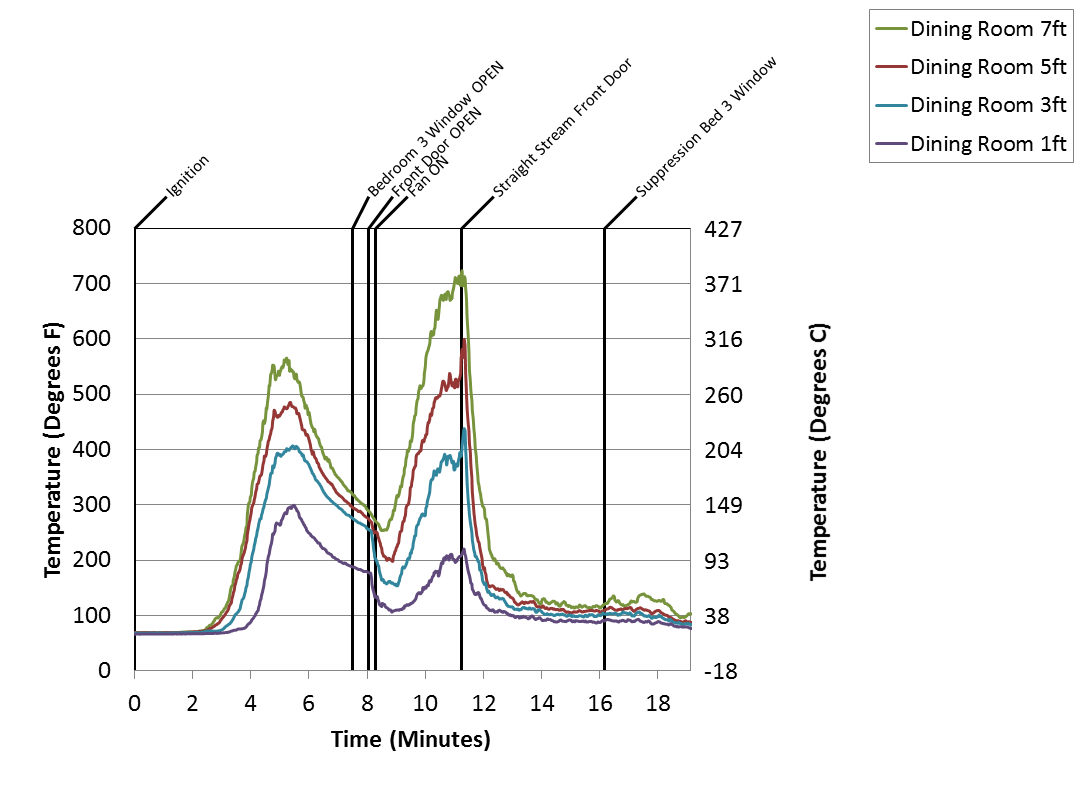 Dining Room 7ft
Dining Room 5ft
Dining Room 3ft
Dining Room 1ft
Ignition
Bedroom 3 Window OPEN
Front Door OPEN
Fan ON
Straight Stream Front Door
Suppression Bed 3 Window
800
700
600
500
400
300
200
100
0
Temperature (Degrees F)
427
371
316
260
204
149
93
38
-18
Temperature (Degrees C)
0 2 4 6 8 10 12 14 16 18
Time (Minutes)